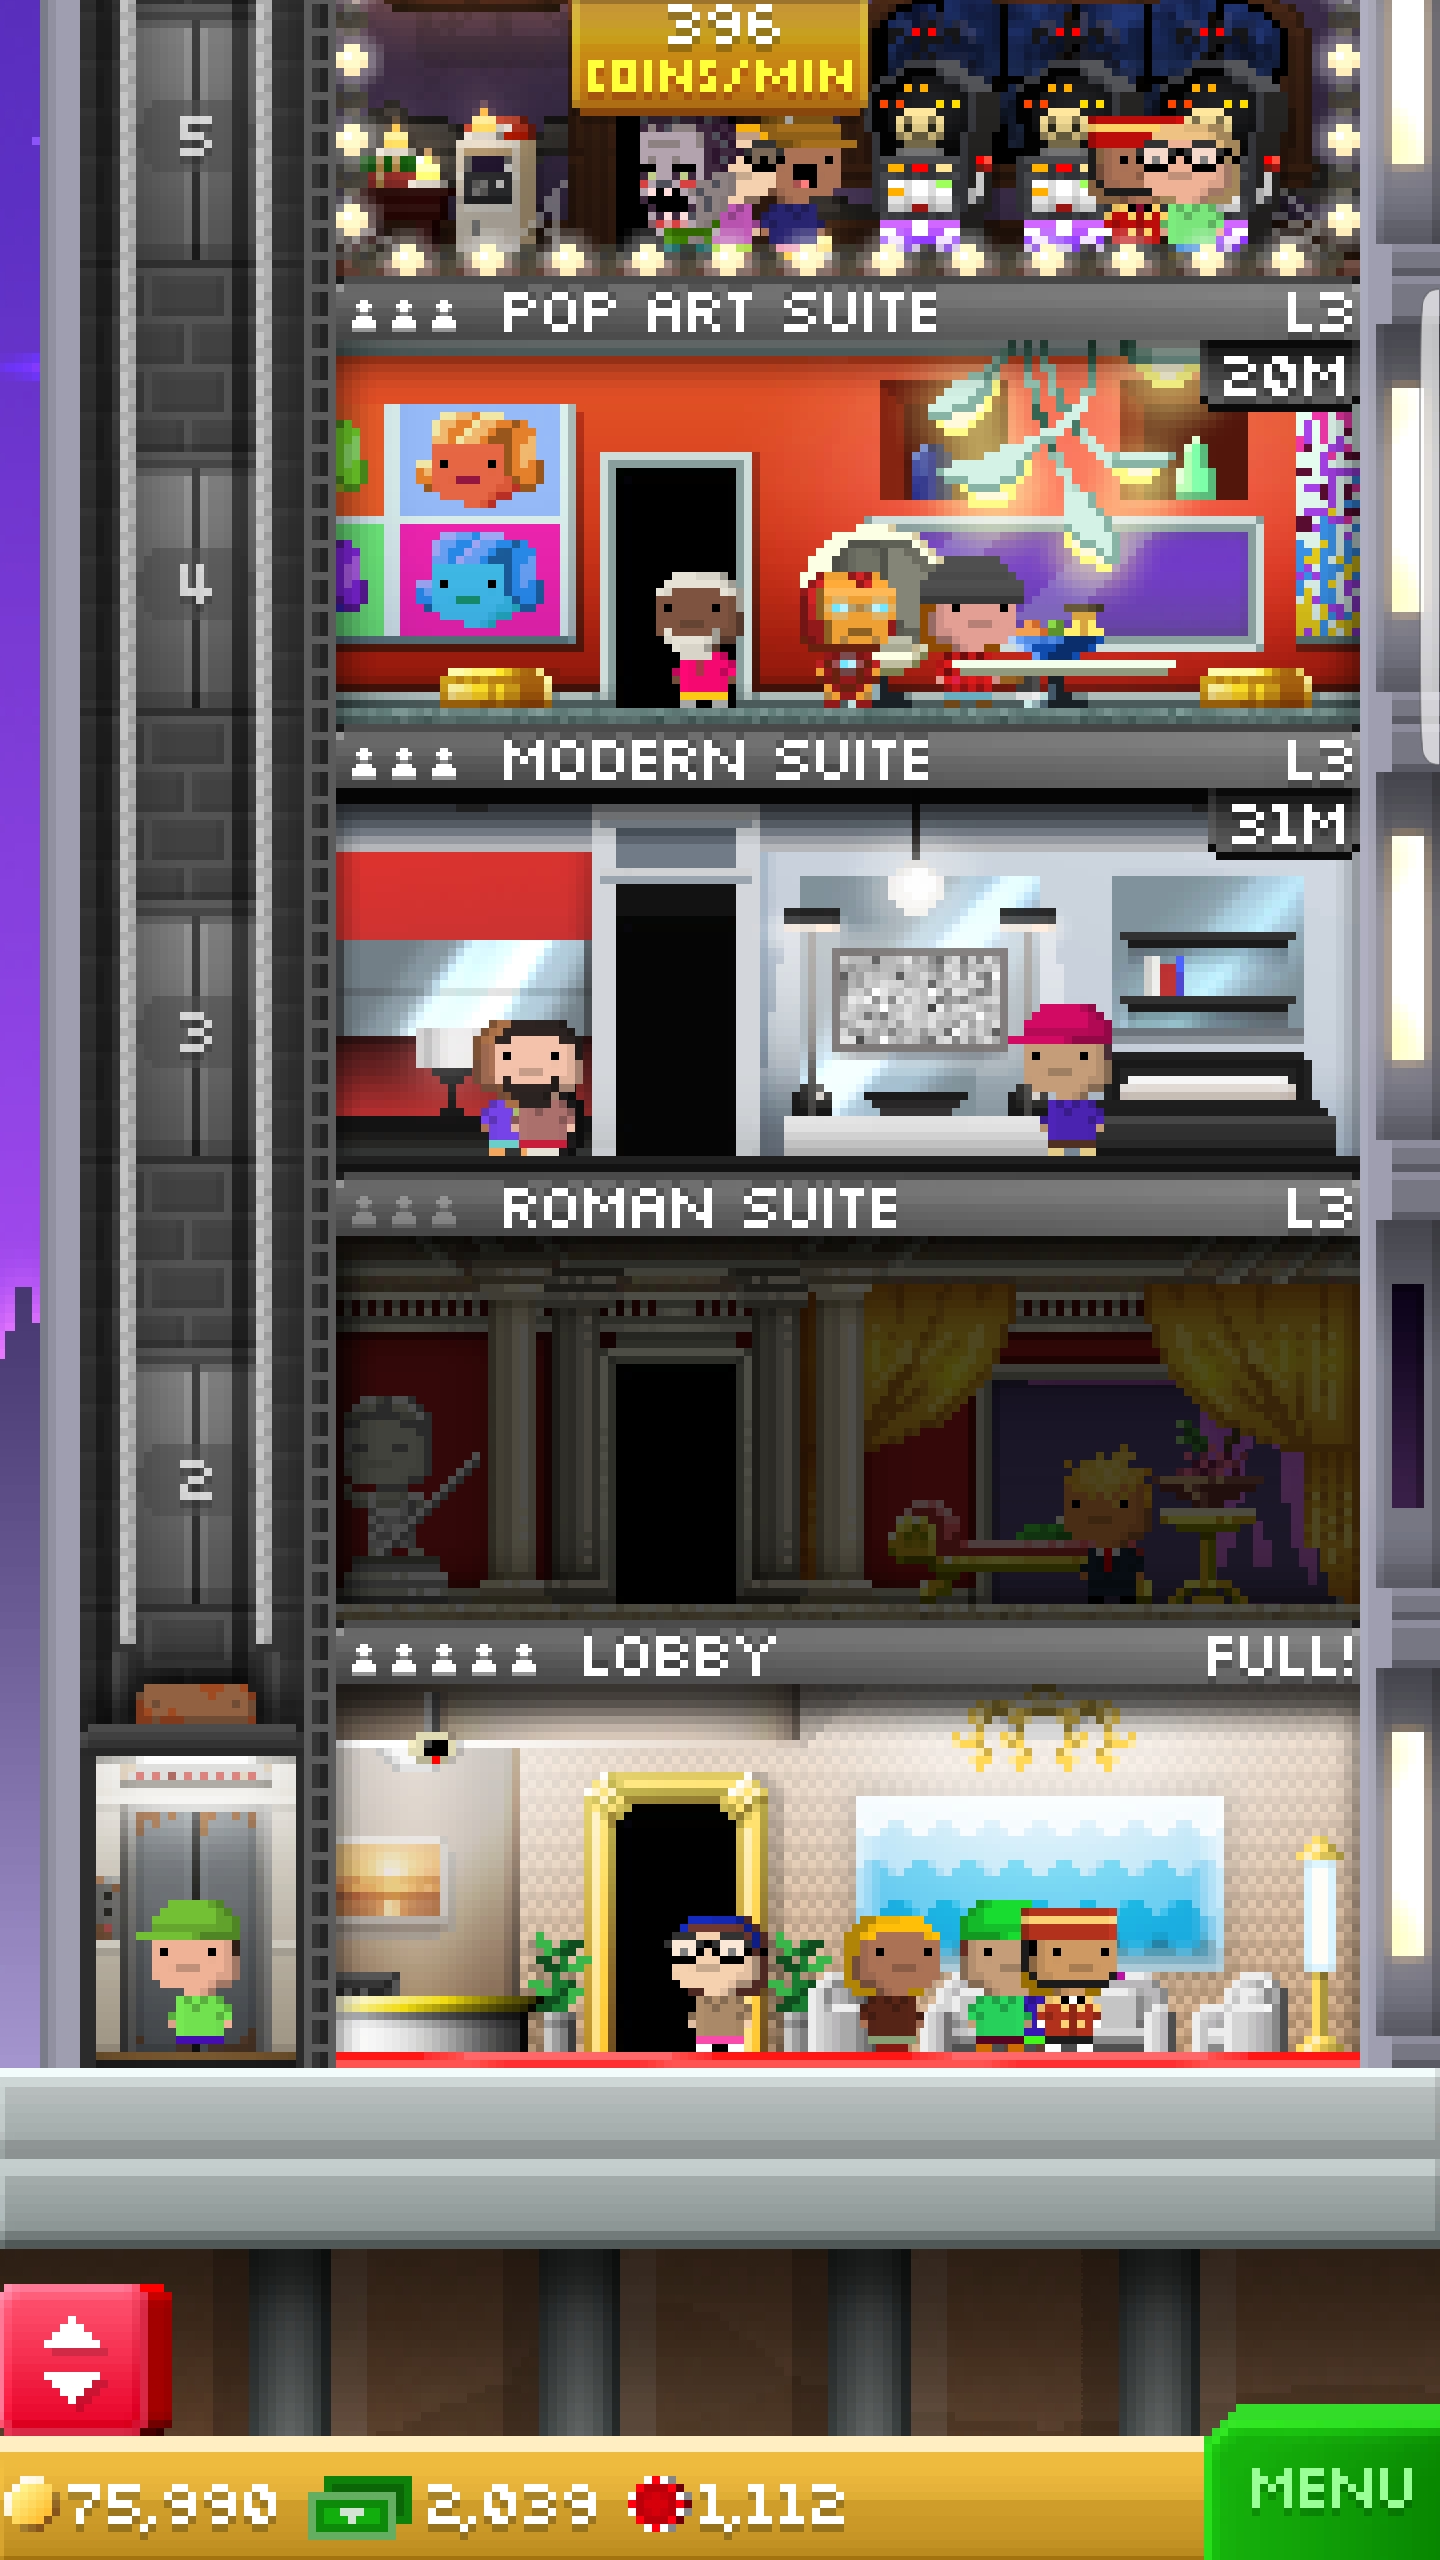 396
COINS/MIN
5
POP ART SUITE L3
20M
4
MODERN SUITE L3
31M
3
ROMAN SUITE L3
2
LOBBY FULL!
75,990 2,039 1,112
MENU